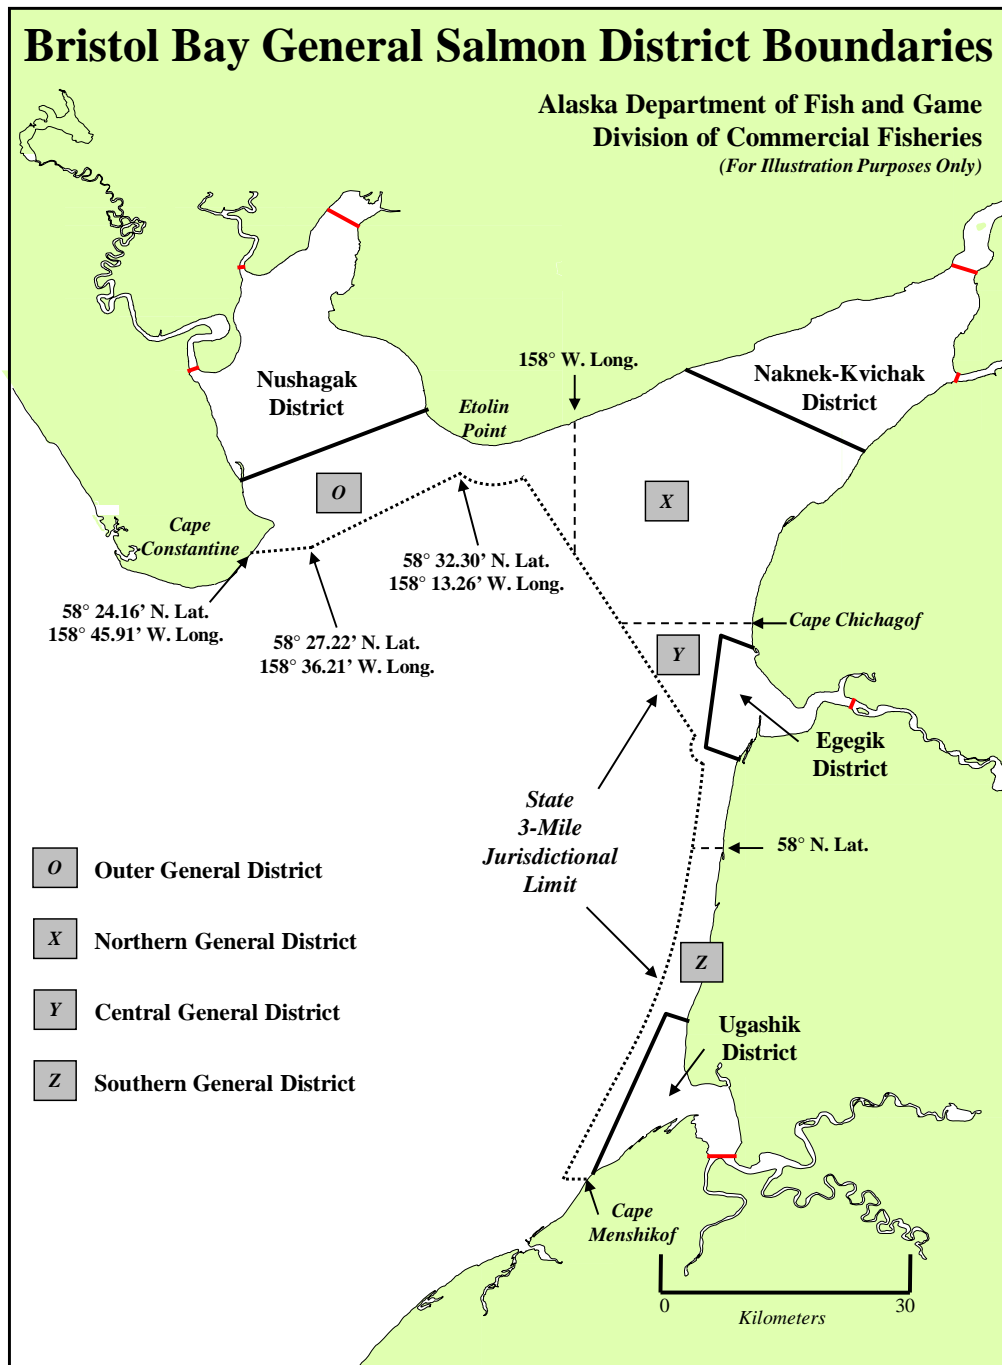 Bristol Bay General Salmon District Boundaries
Alaska Department of Fish and Game
Division of Commercial Fisheries
(For Illustration Purposes Only)
158° W. Long.
Nushagak
District
Etolin
Point
Naknek-Kvichak
District
O
X
Cape
Constantine
58° 32.30' N. Lat.
158° 13.26' W. Long.
58° 24.16' N. Lat.
158° 45.91' W. Long.
58° 27.22' N. Lat.
158° 36.21' W. Long.
Cape Chichagof
Y
Egegik
District
State
3-Mile
Jurisdictional
Limit
58° N. Lat.
O Outer General District
X Northern General District
Y Central General District
Z Southern General District
Z
Ugashik
District
Cape
Menshikof
0 30
Kilometers